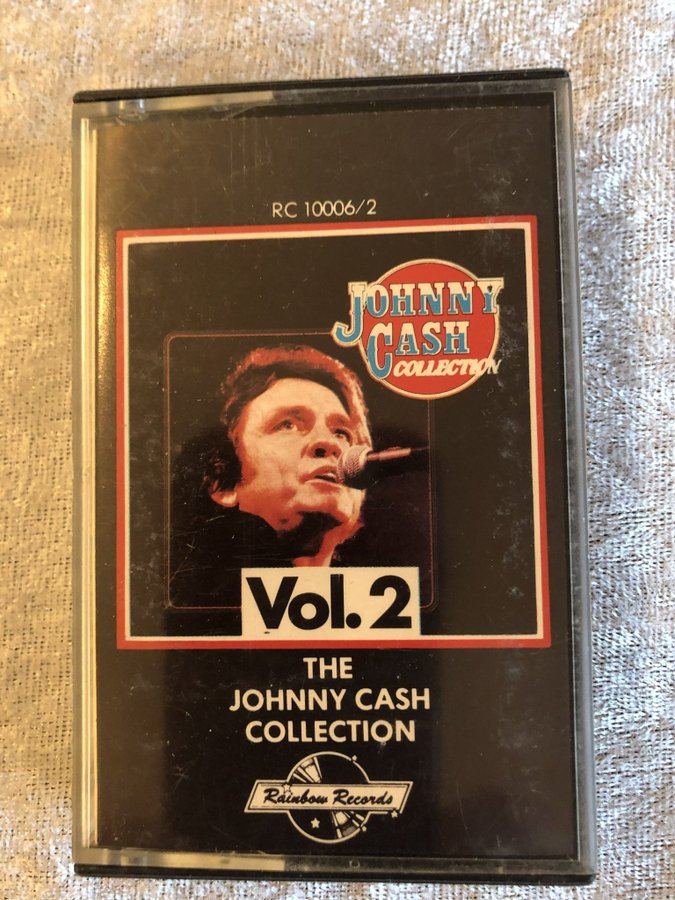 RC 10006/2
JOHNNY
CASH
COLLECTION
Vol.2
THE
JOHNNY CASH
COLLECTION
Rainbow Records